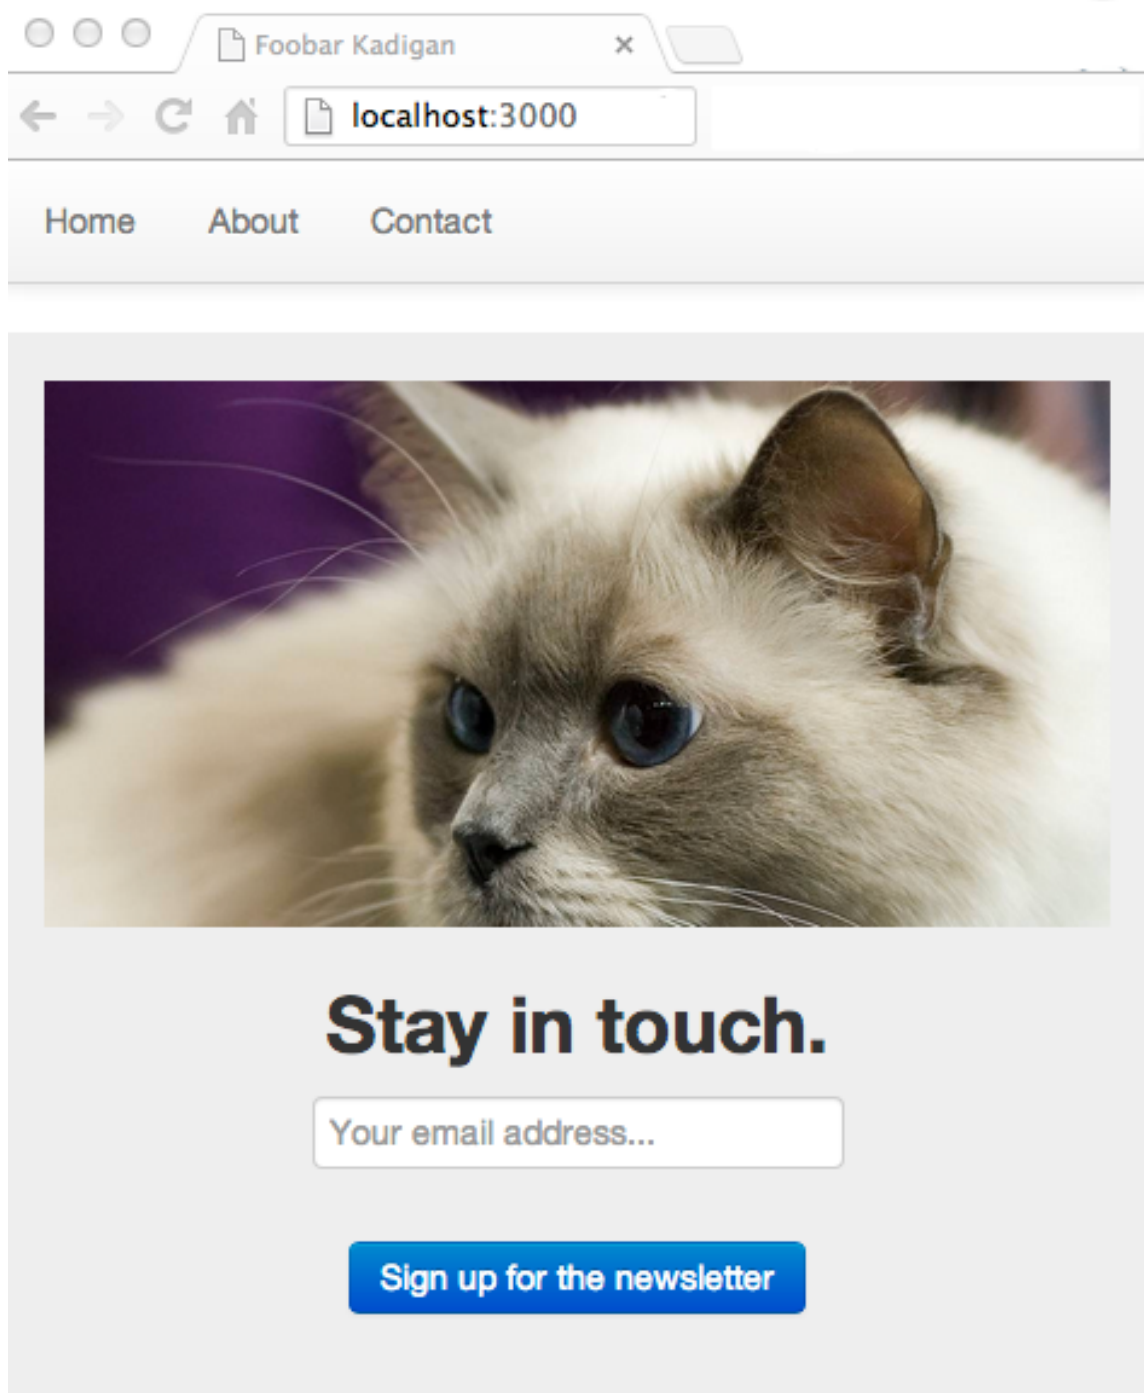 Foobar Kadigan
localhost:3000
Home About Contact
Stay in touch.
Your email address...
Sign up for the newsletter